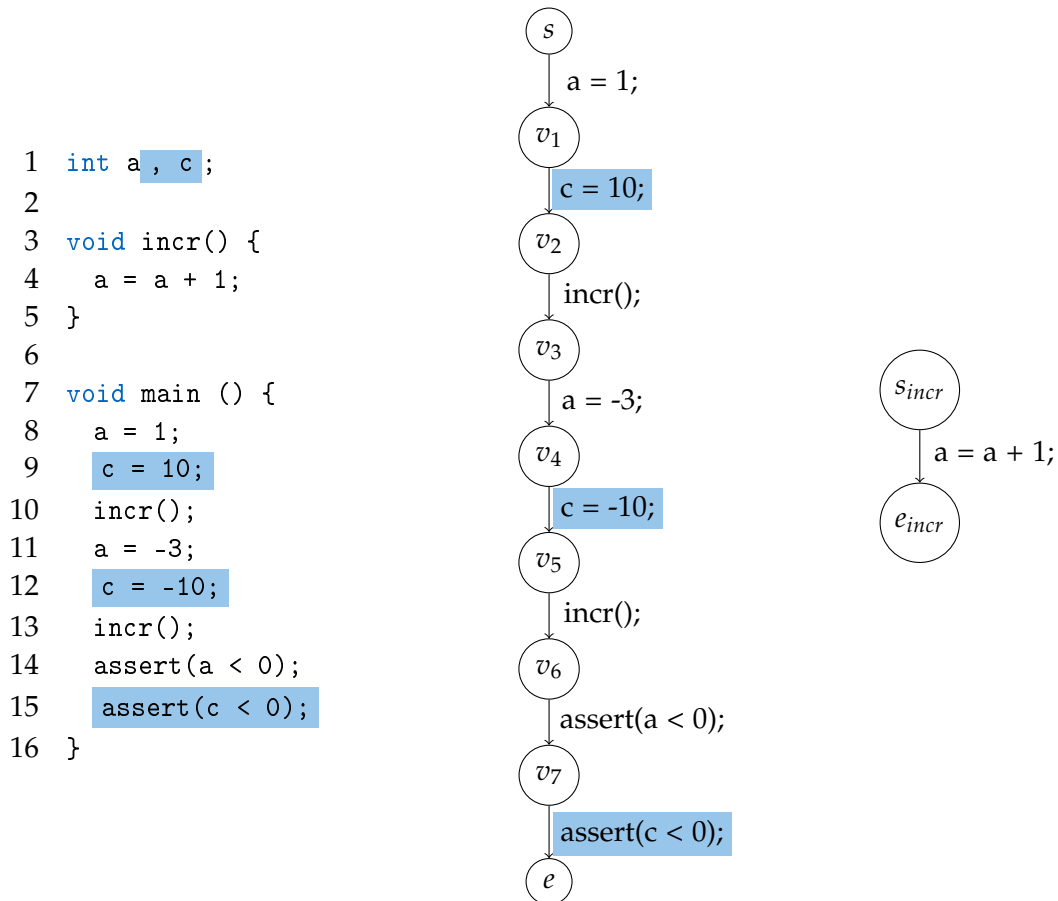 1 int a , c ;
2
3 void incr() {
4 a = a + 1;
5 }
6
7 void main () {
8 a = 1;
9 c = 10;
10 incr();
11 a = -3;
12 c = -10;
13 incr();
14 assert(a < 0);
15 assert(c < 0);
16 }
s
a = 1;
v1
c = 10;
v2
incr();
v3
a = -3;
v4
c = -10;
v5
incr();
v6
assert(a < 0);
v7
assert(c < 0);
e
sincr
a = a + 1;
eincr